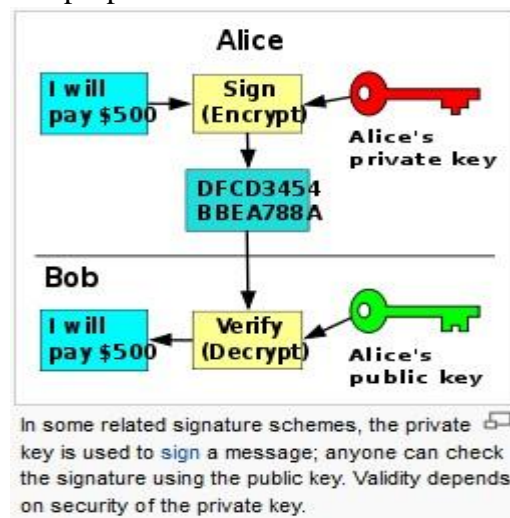 Alice
I will
pay $500
Sign
(Encrypt)
Alice's
private key
DFCD3454
BBEA788A
Bob
I will
pay $500
Verify
(Decrypt)
Alice's
public key
In some related signature schemes, the private
key is used to sign a message; anyone can check
the signature using the public key. Validity depends
on security of the private key.